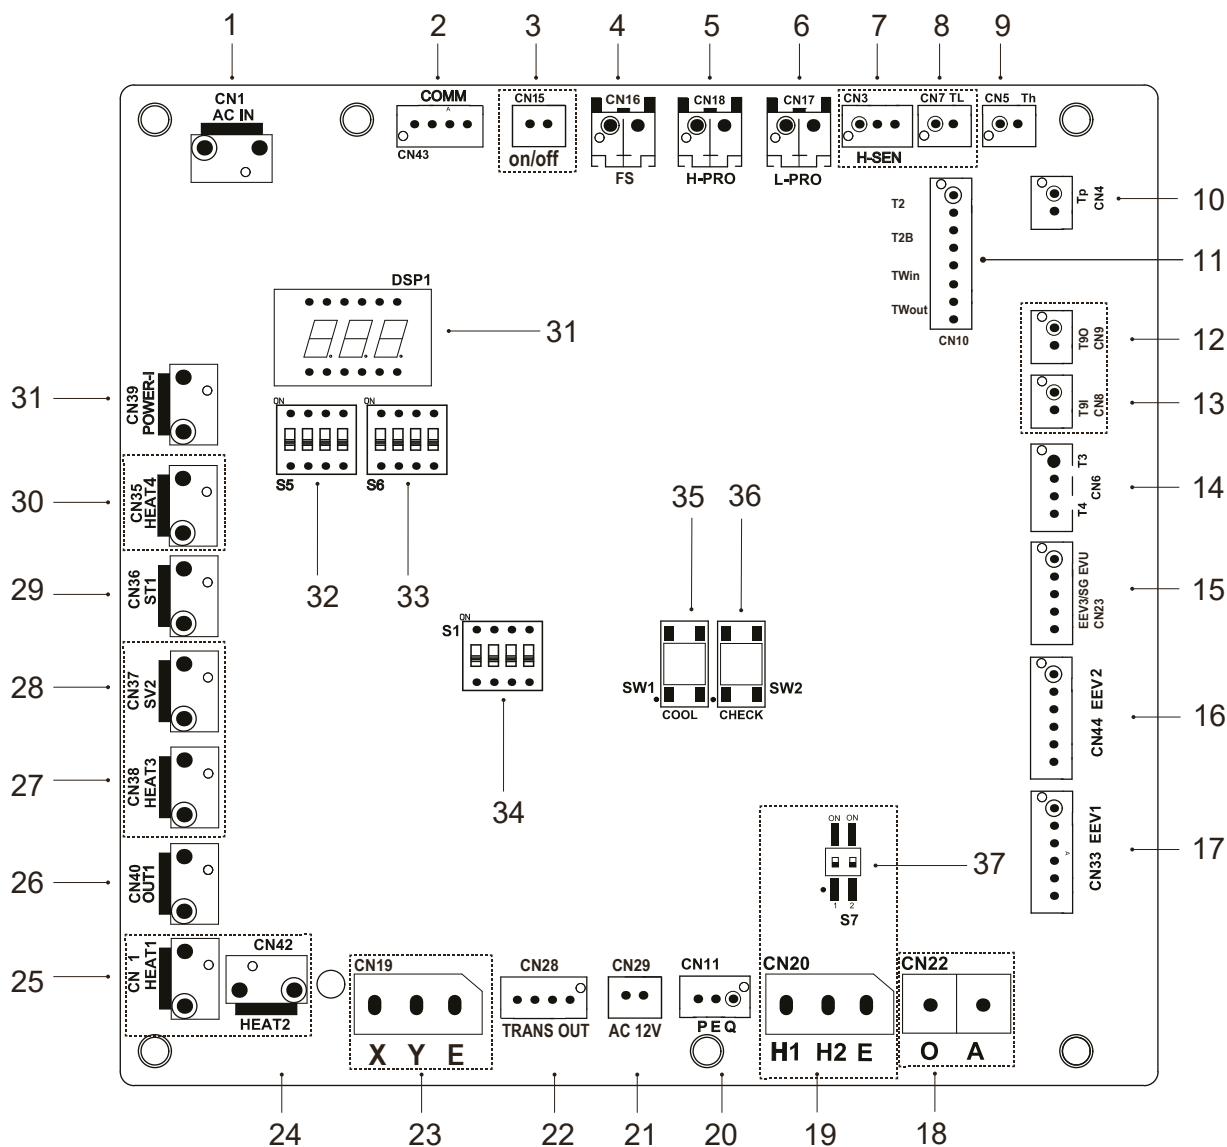 1 2 3 4 5 6 7 8 9
CN1
AC IN
COMM
A
CN43
CN15
on/off
CN16
FS
CN18
H-PRO
CN17
L-PRO
CN3
H-SEN
CN7 TL
CN5 Th
Tp
CN4
10
T2
T2B
TWin
TWout
CN10
11
DSP1
31
T9O
CN9
12
T9I
CN8
13
CN39
POWER-I
31
ON
S5
32
ON
S6
33
T3
CN6
T4
14
CN35
HEAT4
30
35
36
EEV3/SG EVU
CN23
15
CN36
ST1
29
ON
S1
34
SW1
COOL
SW2
CHECK
CN37
SV2
28
CN44 EEV2
16
CN38
HEAT3
27
CN33 EEV1
A
17
ON ON
1 2
S7
37
CN40
OUT1
26
CN 1
HEAT1
25
CN42
HEAT2
CN19
X Y E
CN28
TRANS OUT
CN29
AC 12V
CN11
P E Q
CN20
H1 H2 E
CN22
O A
24 23 22 21 20 19 18